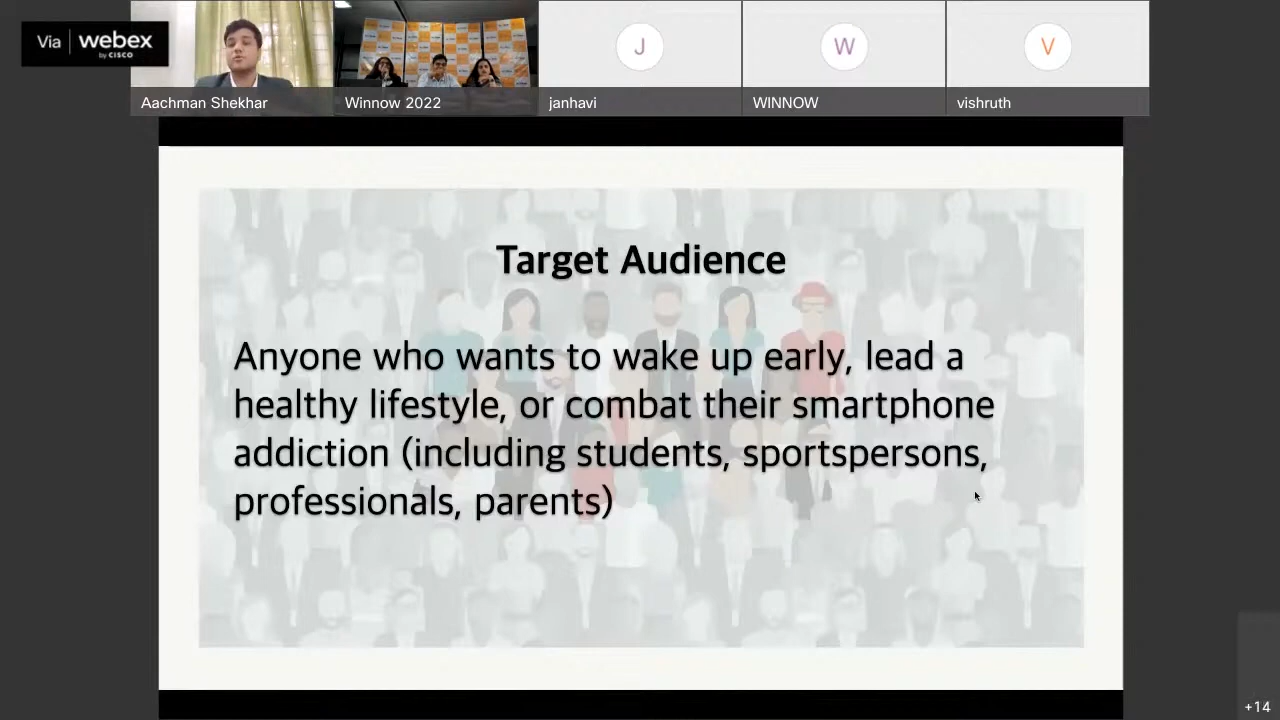 Via webex
by CISCO
Aachman Shekhar
Winnow 2022
J
janhavi
W
WINNOW
V
vishruth
Target Audience
Anyone who wants to wake up early, lead a
healthy lifestyle, or combat their smartphone
addiction (including students, sportspersons,
professionals, parents)
+14